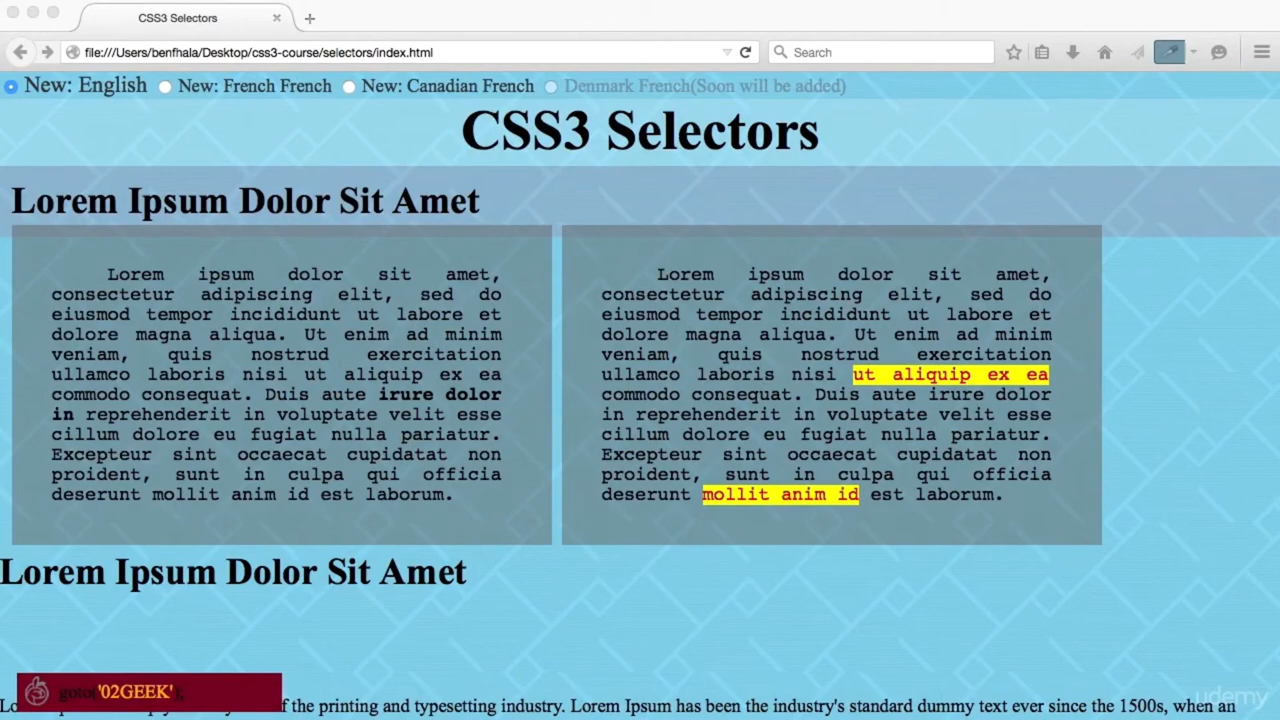 CSS3 Selectors
file:///Users/benfhala/Desktop/css3-course/selectors/index.html
Search
New: English New: French French New: Canadian French Denmark French(Soon will be added)
CSS3 Selectors
Lorem Ipsum Dolor Sit Amet
Lorem ipsum dolor sit amet,
consectetur adipiscing elit, sed do
eiusmod tempor incididunt ut labore et
dolore magna aliqua. Ut enim ad minim
veniam, quis nostrud exercitation
ullamco laboris nisi ut aliquip ex ea
commodo consequat. Duis aute irure dolor
in reprehenderit in voluptate velit esse
cillum dolore eu fugiat nulla pariatur.
Excepteur sint occaecat cupidatat non
proident, sunt in culpa qui officia
deserunt mollit anim id est laborum.
Lorem ipsum dolor sit amet,
consectetur adipiscing elit, sed do
eiusmod tempor incididunt ut labore et
dolore magna aliqua. Ut enim ad minim
veniam, quis nostrud exercitation
ullamco laboris nisi ut aliquip ex ea
commodo consequat. Duis aute irure dolor
in reprehenderit in voluptate velit esse
cillum dolore eu fugiat nulla pariatur.
Excepteur sint occaecat cupidatat non
proident, sunt in culpa qui officia
deserunt mollit anim id est laborum.
Lorem Ipsum Dolor Sit Amet
goto('02GEEK');
of the printing and typesetting industry. Lorem Ipsum has been the industry's standard dummy text ever since the 1500s, when an
udemy